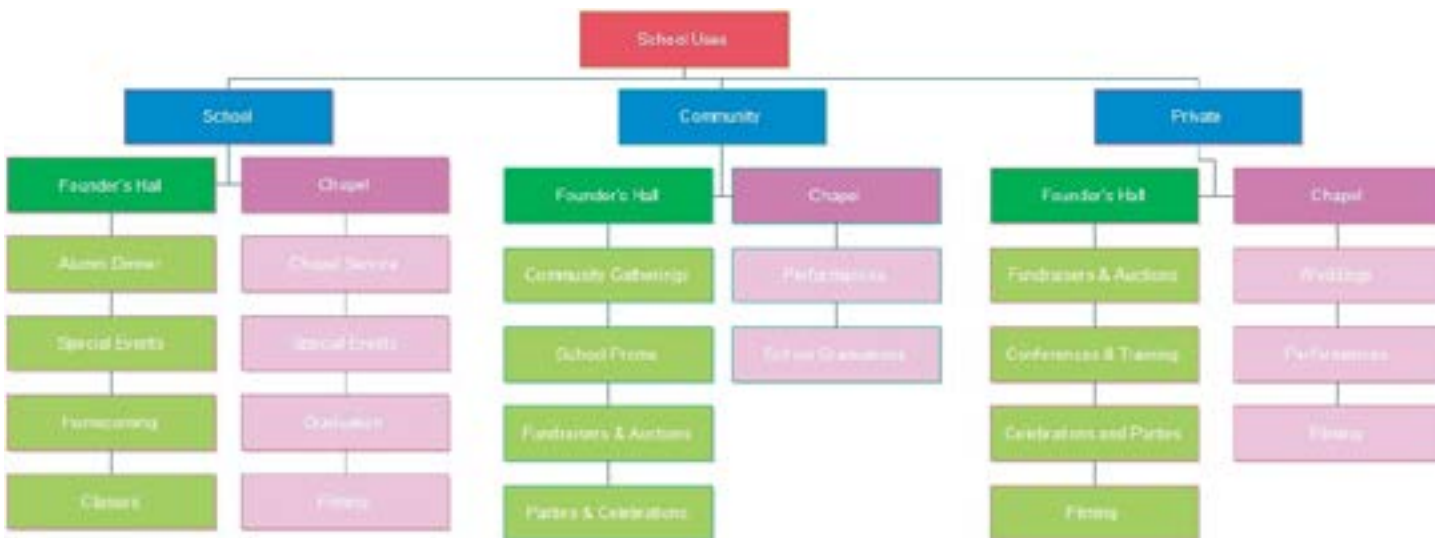 School Uses
School
Community
Private
Founder's Hall
Chapel
Founder's Hall
Chapel
Founder's Hall
Chapel
Alumni Dinner
Chapel Service
Community Gatherings
Performances
Fundraisers & Auctions
Weddings
Special Events
Special Events
School Proms
School Graduations
Conferences & Training
Performances
Homecoming
Graduation
Fundraisers & Auctions
Celebrations and Parties
Filming
Classes
Filming
Parties & Celebrations
Filming